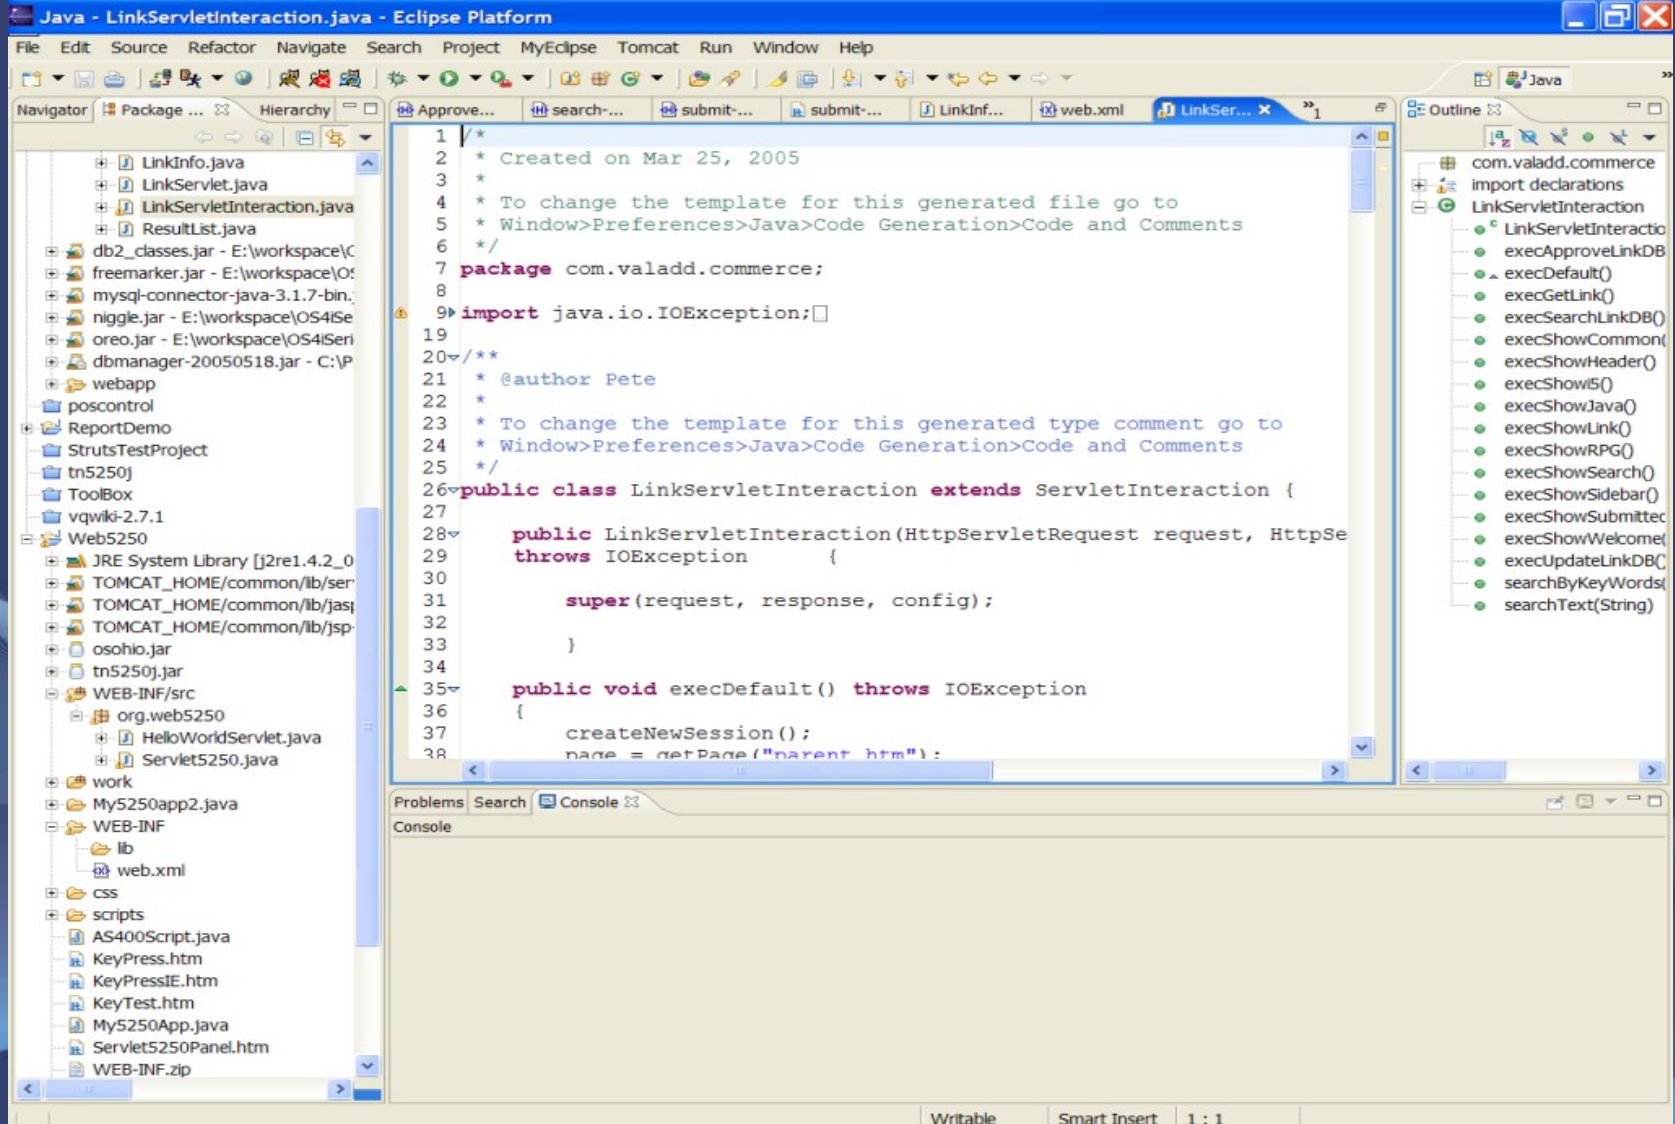 Java - LinkServletInteraction.java - Eclipse Platform
File Edit Source Refactor Navigate Search Project MyEclipse Tomcat Run Window Help
Java
Navigator Package ... Hierarchy
LinkInfo.java
LinkServlet.java
LinkServletInteraction.java
ResultList.java
db2_classes.jar - E:\workspace\O
freemarker.jar - E:\workspace\OS
mysql-connector-java-3.1.7-bin.j
niggle.jar - E:\workspace\OS4iSe
oreo.jar - E:\workspace\OS4iSeri
dbmanager-20050518.jar - C:\P
webapp
poscontrol
ReportDemo
StrutsTestProject
tn5250j
ToolBox
vqwiki-2.7.1
Web5250
JRE System Library [j2re1.4.2_0
TOMCAT_HOME/common/lib/ser
TOMCAT_HOME/common/lib/jasp
TOMCAT_HOME/common/lib/jsp-
osohio.jar
tn5250j.jar
WEB-INF/src
org.web5250
HelloWorldServlet.java
Servlet5250.java
work
My5250app2.java
WEB-INF
lib
web.xml
css
scripts
AS400Script.java
KeyPress.htm
KeyPressIE.htm
KeyTest.htm
My5250App.java
Servlet5250Panel.htm
WEB-INF.zip
Approve... search-... submit-... submit-... LinkInf... web.xml LinkSer... »1
1 /*
2 * Created on Mar 25, 2005
3 *
4 * To change the template for this generated file go to
5 * Window>Preferences>Java>Code Generation>Code and Comments
6 */
7 package com.valadd.commerce;
8
9 import java.io.IOException;
19
20 /**
21 * @author Pete
22 *
23 * To change the template for this generated type comment go to
24 * Window>Preferences>Java>Code Generation>Code and Comments
25 */
26 public class LinkServletInteraction extends ServletInteraction {
27
28 public LinkServletInteraction(HttpServletRequest request, HttpSe
29 throws IOException {
30
31 super(request, response, config);
32
33 }
34
35 public void execDefault() throws IOException
36 {
37 createNewSession();
38 page = getPage("parent.htm");
Outline
com.valadd.commerce
import declarations
LinkServletInteraction
LinkServletInteractio
execApproveLinkDB
execDefault()
execGetLink()
execSearchLinkDB()
execShowCommon(
execShowHeader()
execShowi5()
execShowJava()
execShowLink()
execShowRPG()
execShowSearch()
execShowSidebar()
execShowSubmitted
execShowWelcome(
execUpdateLinkDB()
searchByKeyWords(
searchText(String)
Problems Search Console
Console
Writable Smart Insert 1 : 1